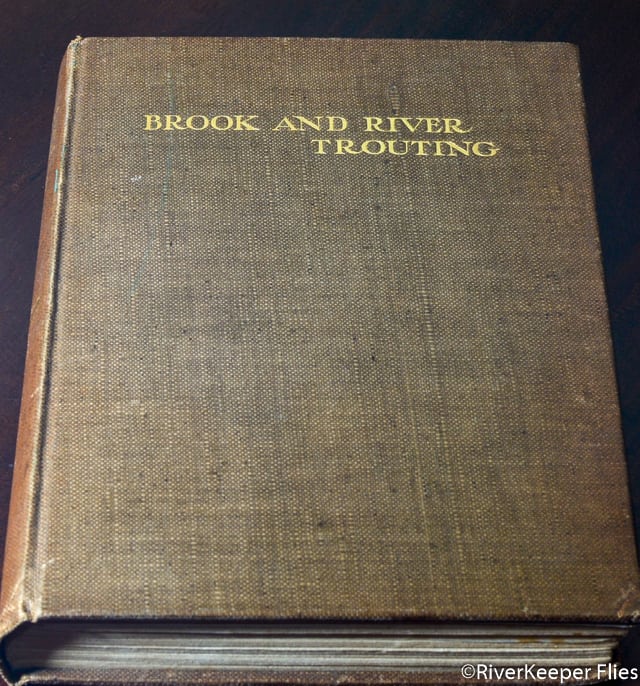 BROOK AND RIVER
TROUTING
©RiverKeeper Flies